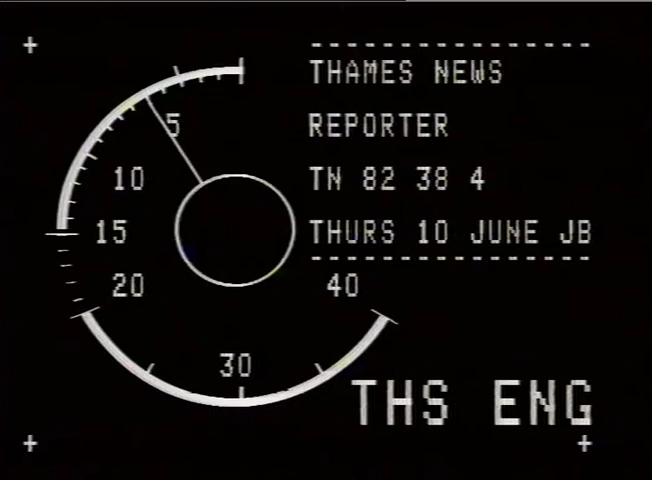 THAMES NEWS
REPORTER
TN 82 38 4
THURS 10 JUNE JB
5
10
15
20
30
40
THS ENG